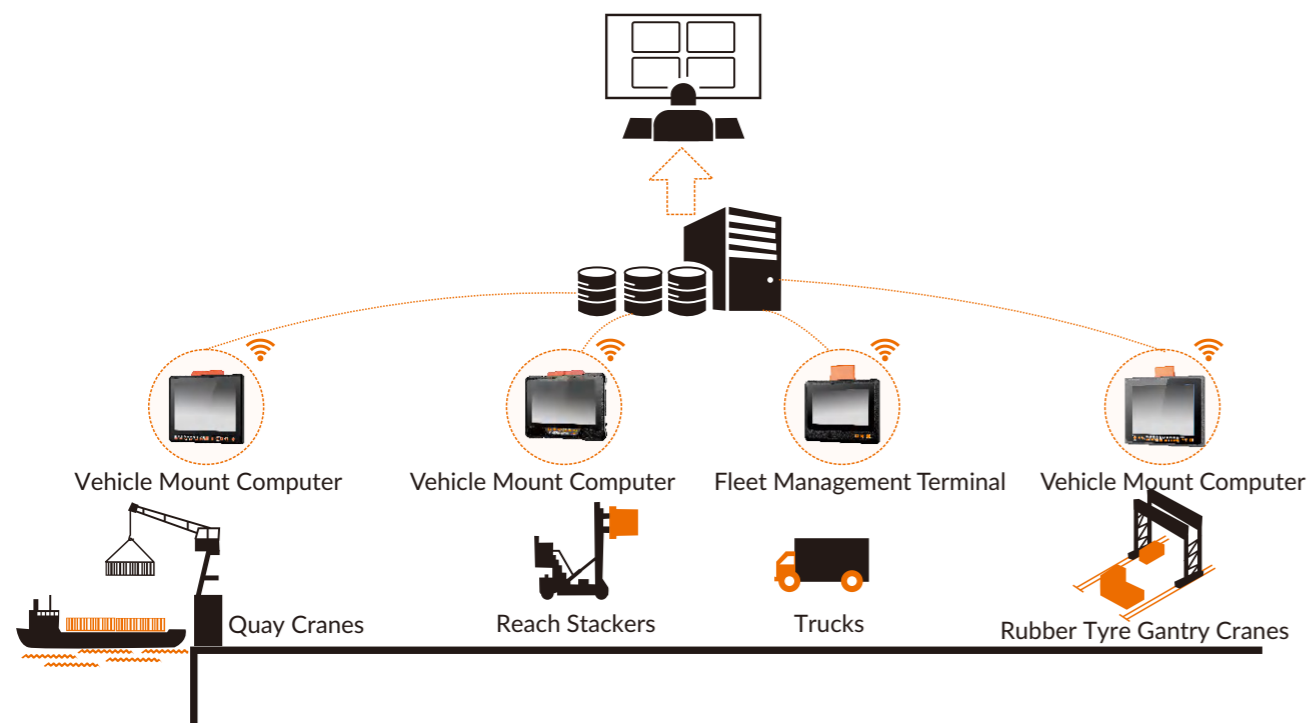 Vehicle Mount Computer
Vehicle Mount Computer
Fleet Management Terminal
Vehicle Mount Computer
Quay Cranes
Reach Stackers
Trucks
Rubber Tyre Gantry Cranes